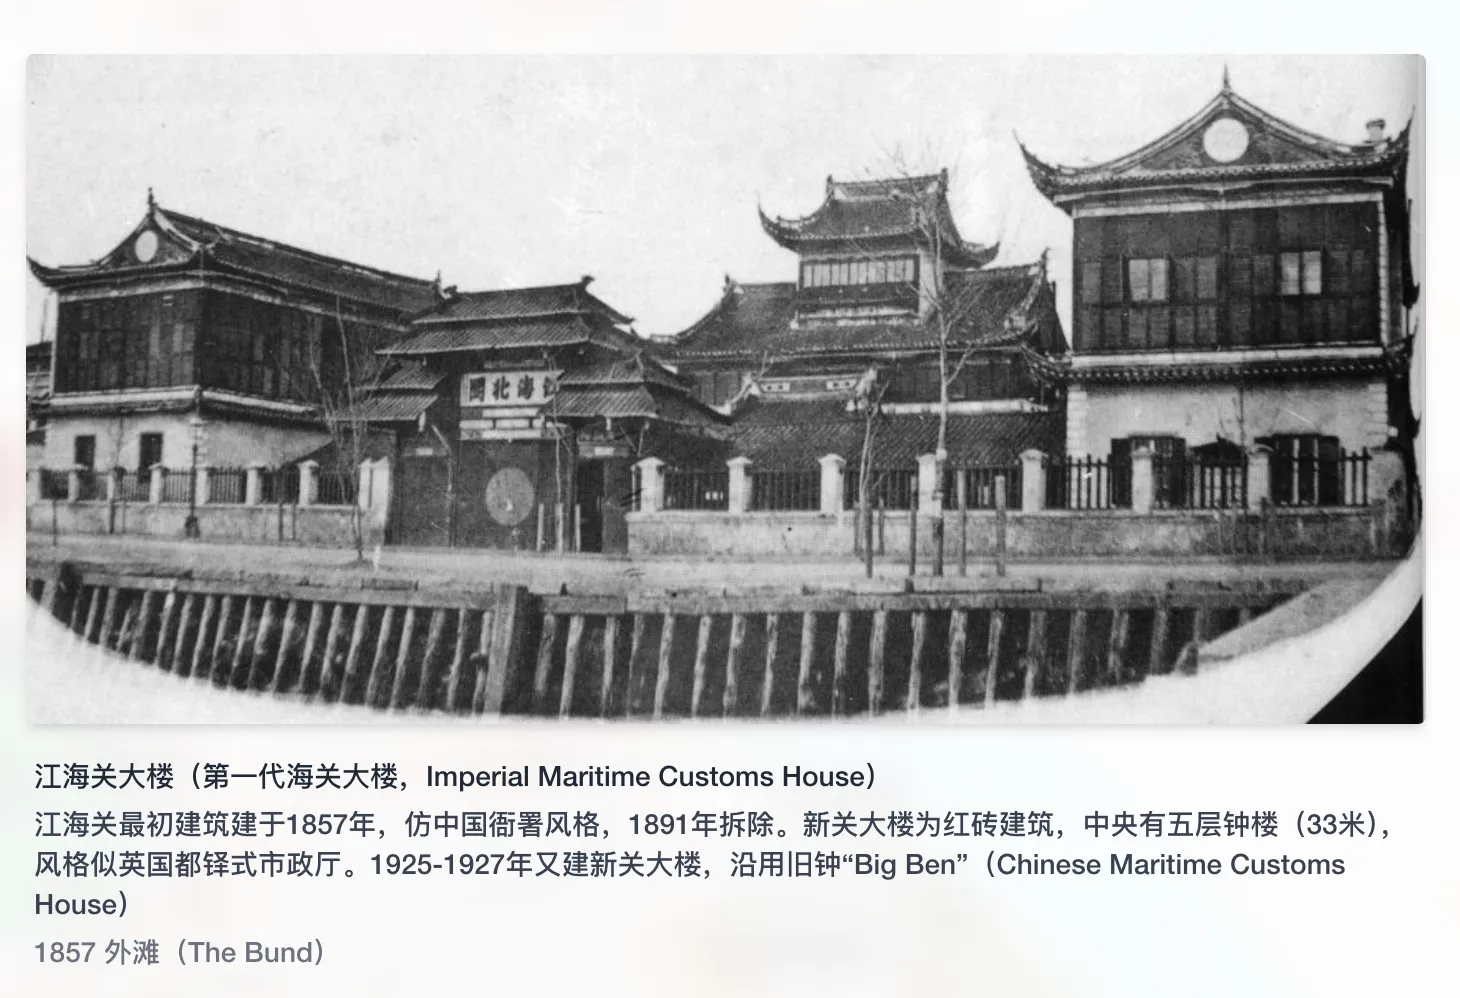 關北海江
江海关大楼（第一代海关大楼，Imperial Maritime Customs House）
江海关最初建筑建于1857年，仿中国衙署风格，1891年拆除。新关大楼为红砖建筑，中央有五层钟楼（33米），
风格似英国都铎式市政厅。1925-1927年又建新关大楼，沿用旧钟“Big Ben”（Chinese Maritime Customs
House）
1857 外滩（The Bund）